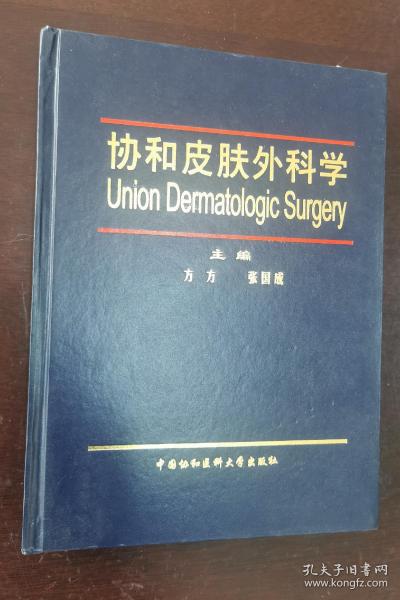 协和皮肤外科学
Union Dermatologic Surgery
主编
方方 张国成
中国协和医科大学出版社
孔夫子旧书网
www.kongfz.com